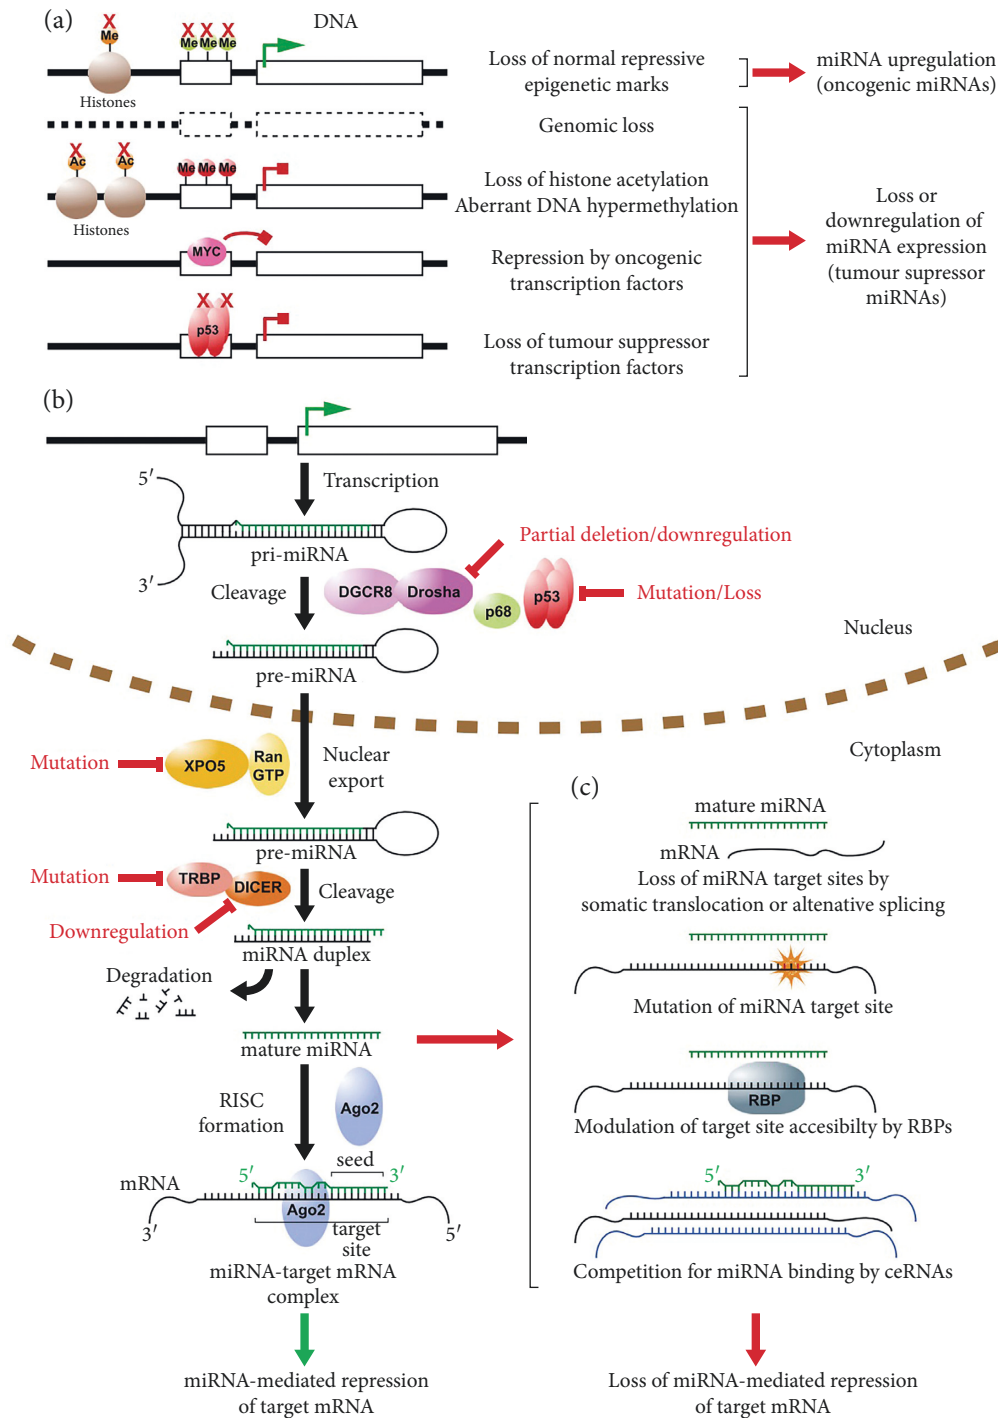 (a)
DNA
X
Me
X X X
Me Me Me
Histones
Loss of normal repressive
epigenetic marks
miRNA upregulation
(oncogenic miRNAs)
Genomic loss
X X
Ac Ac
Me Me Me
Histones
Loss of histone acetylation
Aberrant DNA hypermethylation
MYC
Repression by oncogenic
transcription factors
X X
p53
Loss of tumour suppressor
transcription factors
Loss or
downregulation of
miRNA expression
(tumour supressor
miRNAs)
(b)
Transcription
5′
pri-miRNA
3′
Cleavage
DGCR8
Drosha
p68
p53
Partial deletion/downregulation
Mutation/Loss
Nucleus
pre-miRNA
Cytoplasm
Mutation
XPO5
Ran
GTP
Nuclear
export
pre-miRNA
Mutation
TRBP
DICER
Cleavage
Downregulation
miRNA duplex
Degradation
mature miRNA
RISC
formation
Ago2
seed
5′
3′
mRNA
Ago2
3′
target
site
5′
miRNA-target mRNA
complex
miRNA-mediated repression
of target mRNA
(c)
mature miRNA
mRNA
Loss of miRNA target sites by
somatic translocation or altenative splicing
Mutation of miRNA target site
RBP
Modulation of target site accesibilty by RBPs
5′
3′
Competition for miRNA binding by ceRNAs
Loss of miRNA-mediated repression
of target mRNA